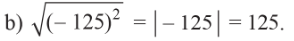 b) √(– 125)² = |– 125| = 125.